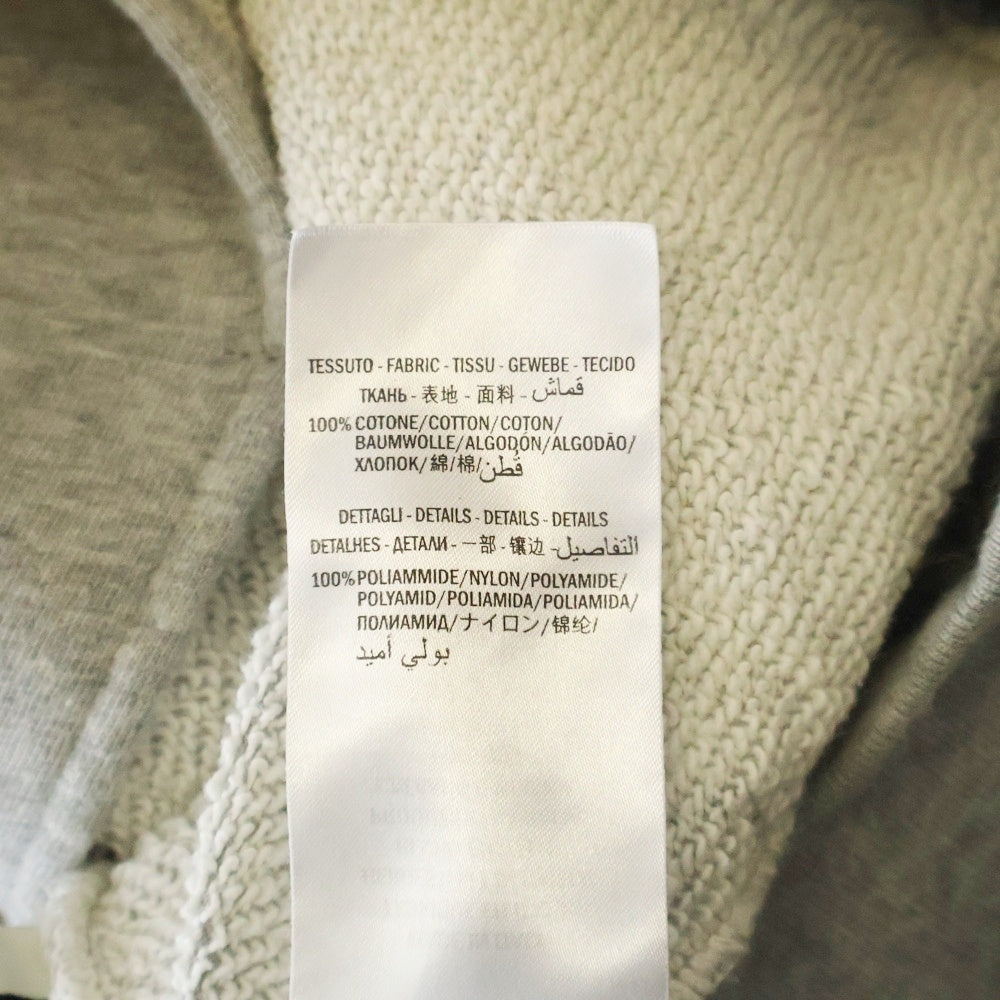 TESSUTO - FABRIC - TISSU - GEWEBE - TECIDO
ТКАНЬ - 表地 - 面料 - قماش
100% COTONE/COTTON/COTON/
BAUMWOLLE/ALGODÓN/ALGODÃO/
ХЛОПОК/綿/棉/قُطن
DETTAGLI - DETAILS - DETAILS - DETAILS
DETALHES - ДЕТАЛИ - 一部 - 镶边 - التفاصيل
100% POLIAMMIDE/NYLON/POLYAMIDE/
POLYAMID/POLIAMIDA/POLIAMIDA/
ПОЛИАМИД/ナイロン/锦纶/
بولي أميد